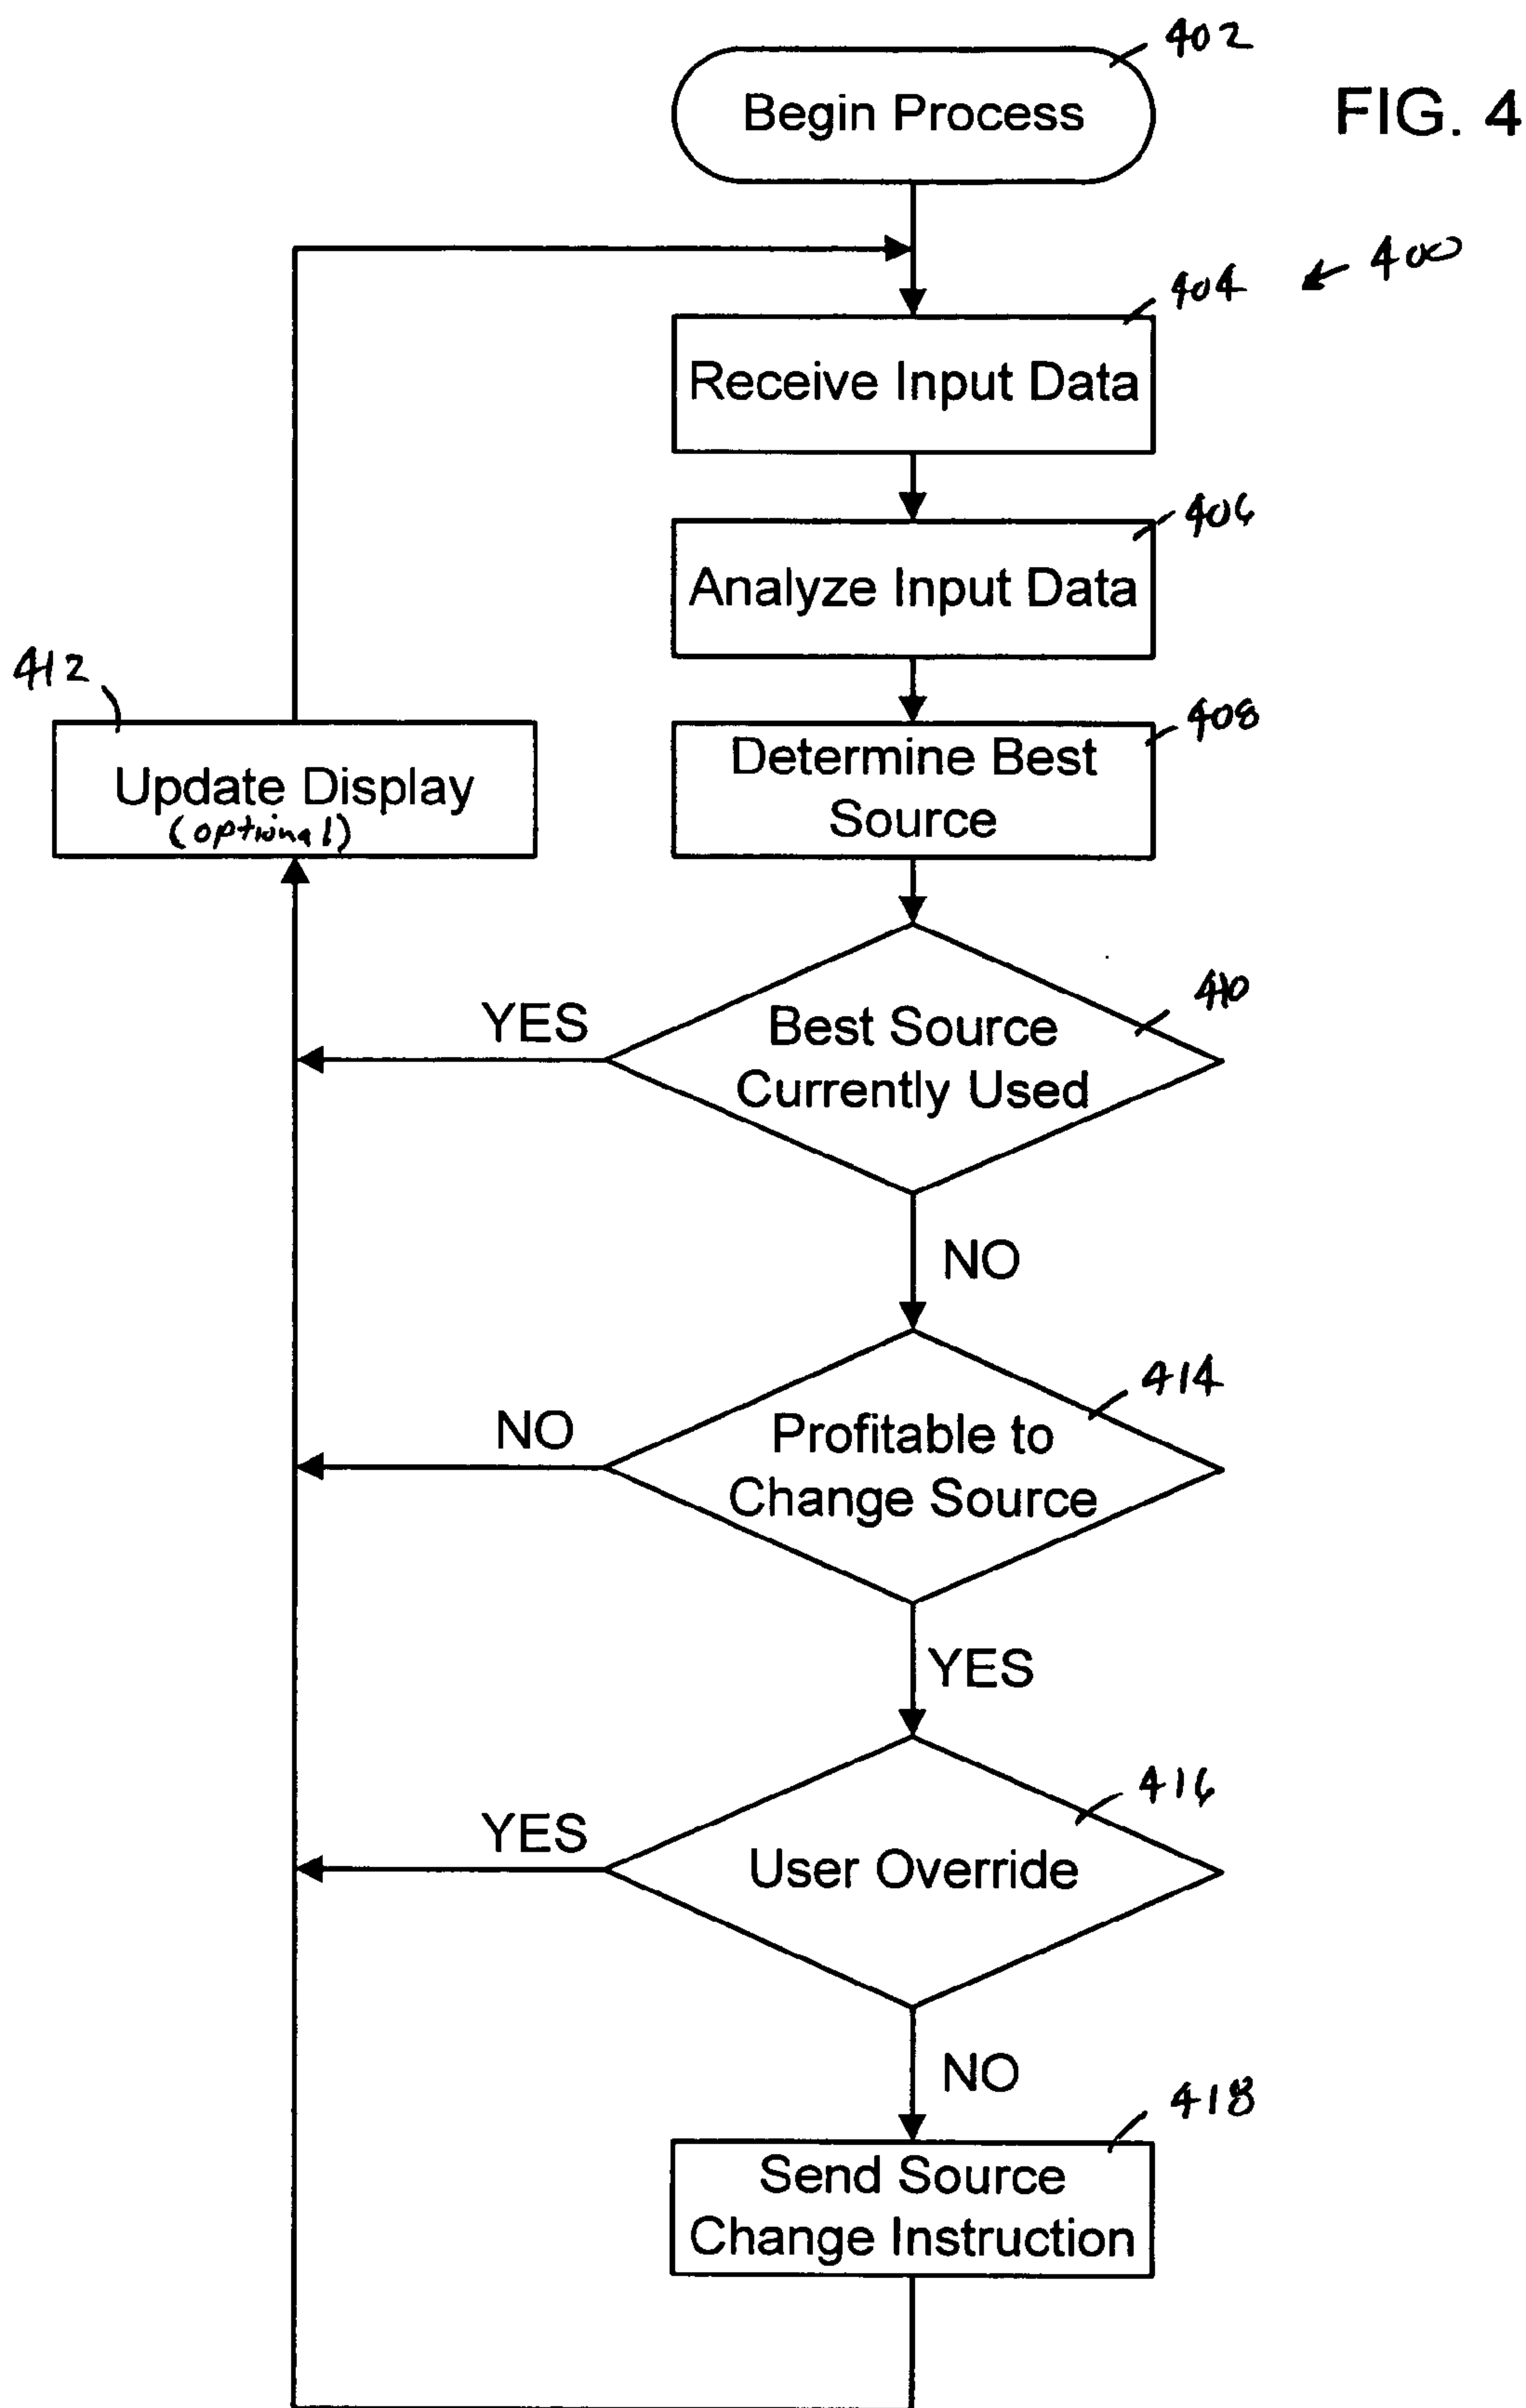 402
Begin Process
FIG. 4
400
404
Receive Input Data
406
Analyze Input Data
412
408
Update Display
(optional)
Determine Best
Source
410
YES
Best Source
Currently Used
NO
414
NO
Profitable to
Change Source
YES
416
YES
User Override
NO
418
Send Source
Change Instruction